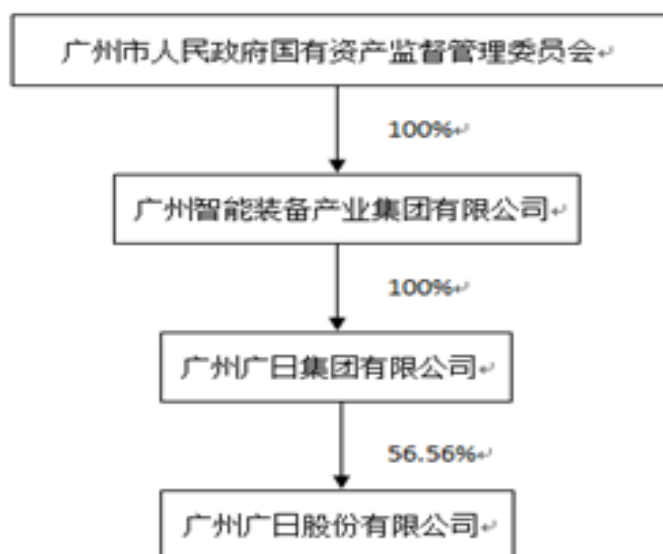 广州市人民政府国有资产监督管理委员会↵
100%↵
广州智能装备产业集团有限公司↵
100%↵
广州广日集团有限公司↵
56.56%↵
广州广日股份有限公司↵